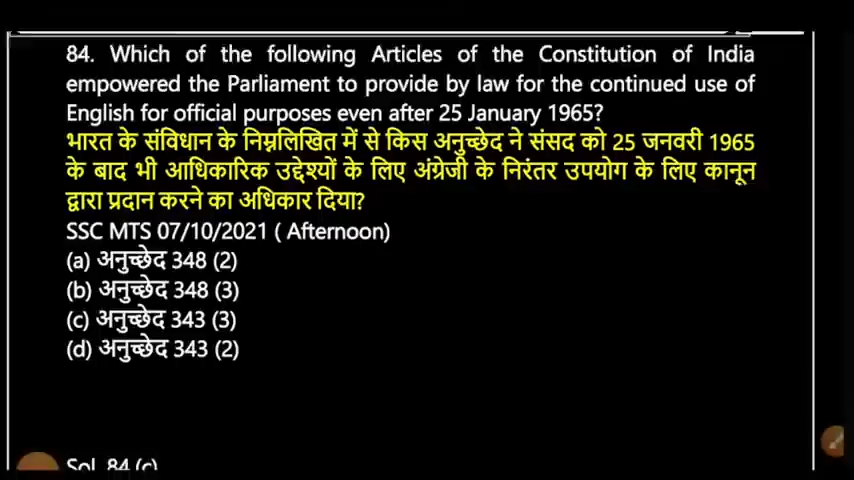 84. Which of the following Articles of the Constitution of India
empowered the Parliament to provide by law for the continued use of
English for official purposes even after 25 January 1965?
भारत के संविधान के निम्नलिखित में से किस अनुच्छेद ने संसद को 25 जनवरी 1965
के बाद भी आधिकारिक उद्देश्यों के लिए अंग्रेजी के निरंतर उपयोग के लिए कानून
द्वारा प्रदान करने का अधिकार दिया?
SSC MTS 07/10/2021 ( Afternoon)
(a) अनुच्छेद 348 (2)
(b) अनुच्छेद 348 (3)
(c) अनुच्छेद 343 (3)
(d) अनुच्छेद 343 (2)
Sol. 84.(c)